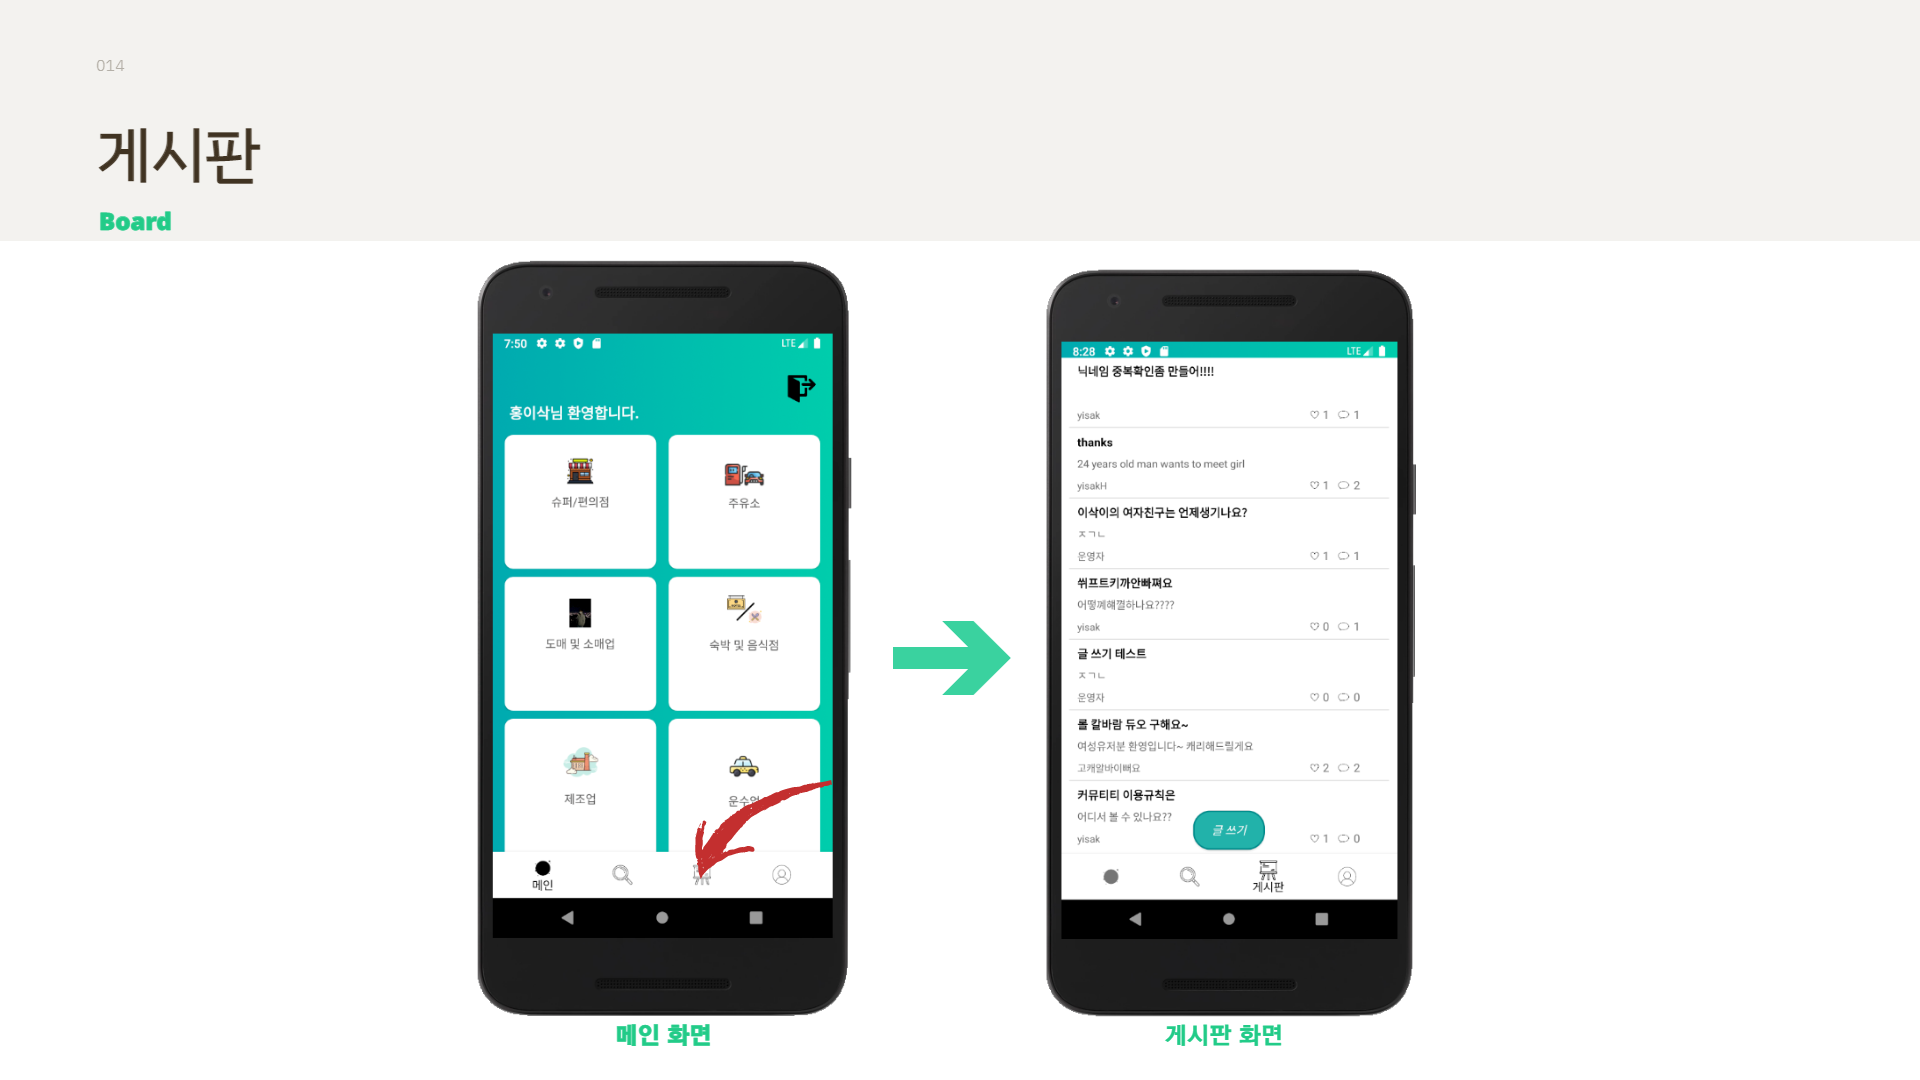 014
게시판
Board
7:50
LTE
홍이삭님 환영합니다.
슈퍼/편의점
주유소
도매 및 소매업
숙박 및 음식점
제조업
메인
메인 화면
8:28
LTE
닉네임 중복확인좀 만들어!!!!
yisak
1 1
thanks
24 years old man wants to meet girl
yisakH
1 2
이삭이의 여자친구는 언제생기나요?
ㅈㄱㄴ
운영자
1 1
쒸프트키까안빠쪄요
어떻께해껼하나요????
yisak
0 1
글 쓰기 테스트
ㅈㄱㄴ
운영자
0 0
롤 칼바람 듀오 구해요~
여성유저분 환영입니다~ 캐리해드릴게요
고캐알바이뻐요
2 2
커뮤티티 이용규칙은
어디서 볼 수 있나요??
글 쓰기
yisak
1 0
게시판
게시판 화면